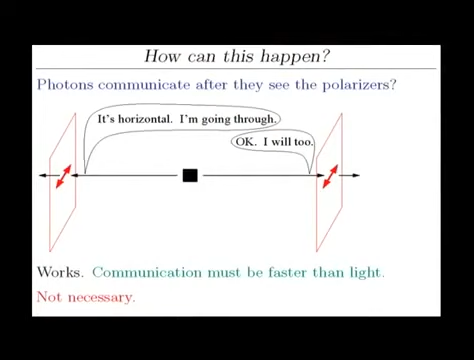 How can this happen?
Photons communicate after they see the polarizers?
It's horizontal. I'm going through.
OK. I will too.
Works. Communication must be faster than light.
Not necessary.